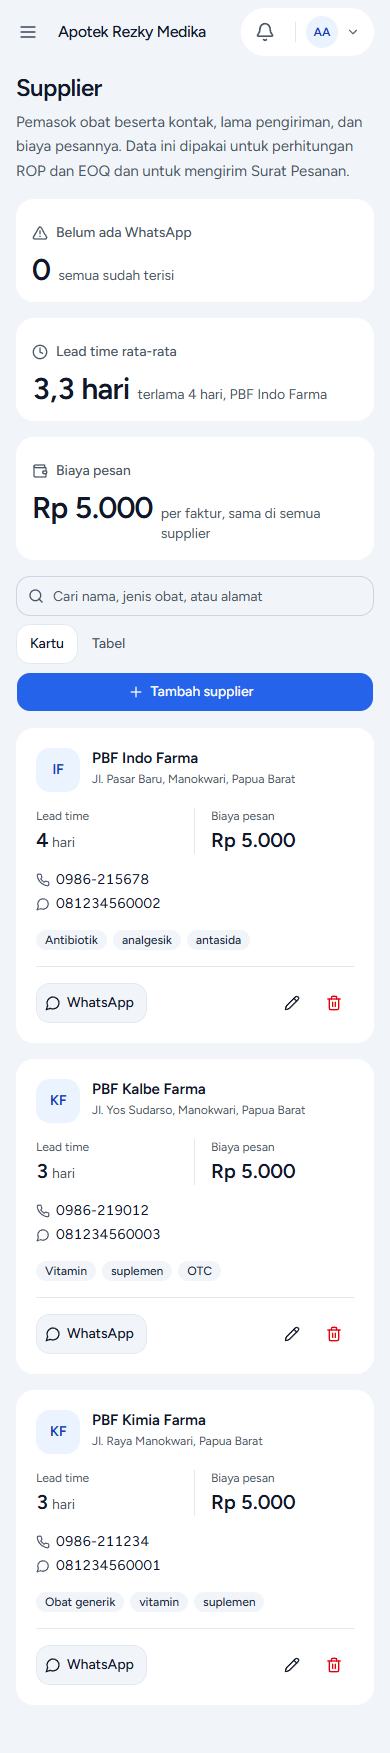 Apotek Rezky Medika
AA
Supplier
Pemasok obat beserta kontak, lama pengiriman, dan
biaya pesannya. Data ini dipakai untuk perhitungan
ROP dan EOQ dan untuk mengirim Surat Pesanan.
Belum ada WhatsApp
0 semua sudah terisi
Lead time rata-rata
3,3 hari terlama 4 hari, PBF Indo Farma
Biaya pesan
Rp 5.000 per faktur, sama di semua
supplier
Cari nama, jenis obat, atau alamat
Kartu Tabel
+ Tambah supplier
IF
PBF Indo Farma
Jl. Pasar Baru, Manokwari, Papua Barat
Lead time Biaya pesan
4 hari Rp 5.000
0986-215678
081234560002
Antibiotik analgesik antasida
WhatsApp
KF
PBF Kalbe Farma
Jl. Yos Sudarso, Manokwari, Papua Barat
Lead time Biaya pesan
3 hari Rp 5.000
0986-219012
081234560003
Vitamin suplemen OTC
WhatsApp
KF
PBF Kimia Farma
Jl. Raya Manokwari, Papua Barat
Lead time Biaya pesan
3 hari Rp 5.000
0986-211234
081234560001
Obat generik vitamin suplemen
WhatsApp